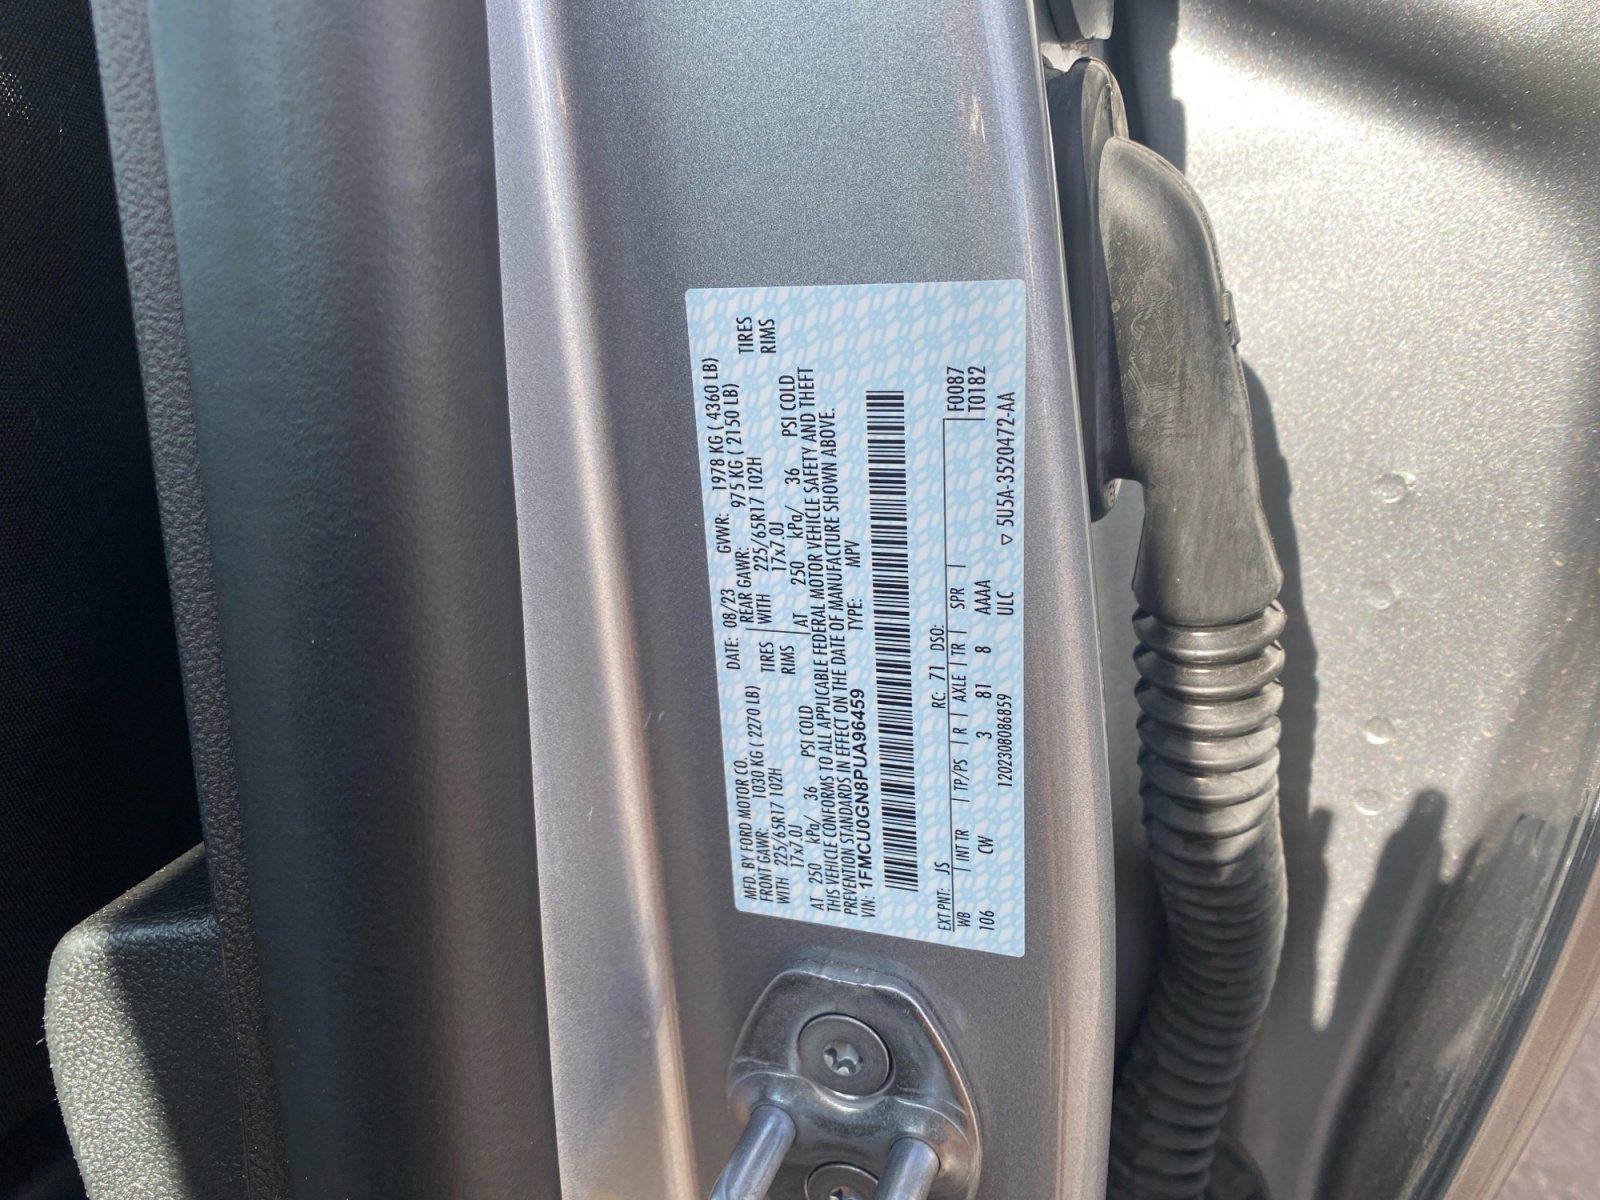 MFD. BY FORD MOTOR CO. DATE: 08/23 GVWR: 1978 KG ( 4360 LB)
FRONT GAWR: 1030 KG ( 2270 LB) REAR GAWR: 975 KG ( 2150 LB)
WITH 225/65R17 102H TIRES WITH 225/65R17 102H TIRES
17x7.0J RIMS 17x7.0J RIMS
AT 250 kPa/ 36 PSI COLD AT 250 kPa/ 36 PSI COLD
THIS VEHICLE CONFORMS TO ALL APPLICABLE FEDERAL MOTOR VEHICLE SAFETY AND THEFT
PREVENTION STANDARDS IN EFFECT ON THE DATE OF MANUFACTURE SHOWN ABOVE.
VIN: 1FMCU0GN8PUA96459 TYPE: MPV
EXT PNT: JS RC: 71 DSO: F0087
WB INT TR TP/PS R AXLE TR SPR T0182
106 CW 3 81 8 AAAA
1202308086859 ULC ▽ 5U5A-3520472-AA